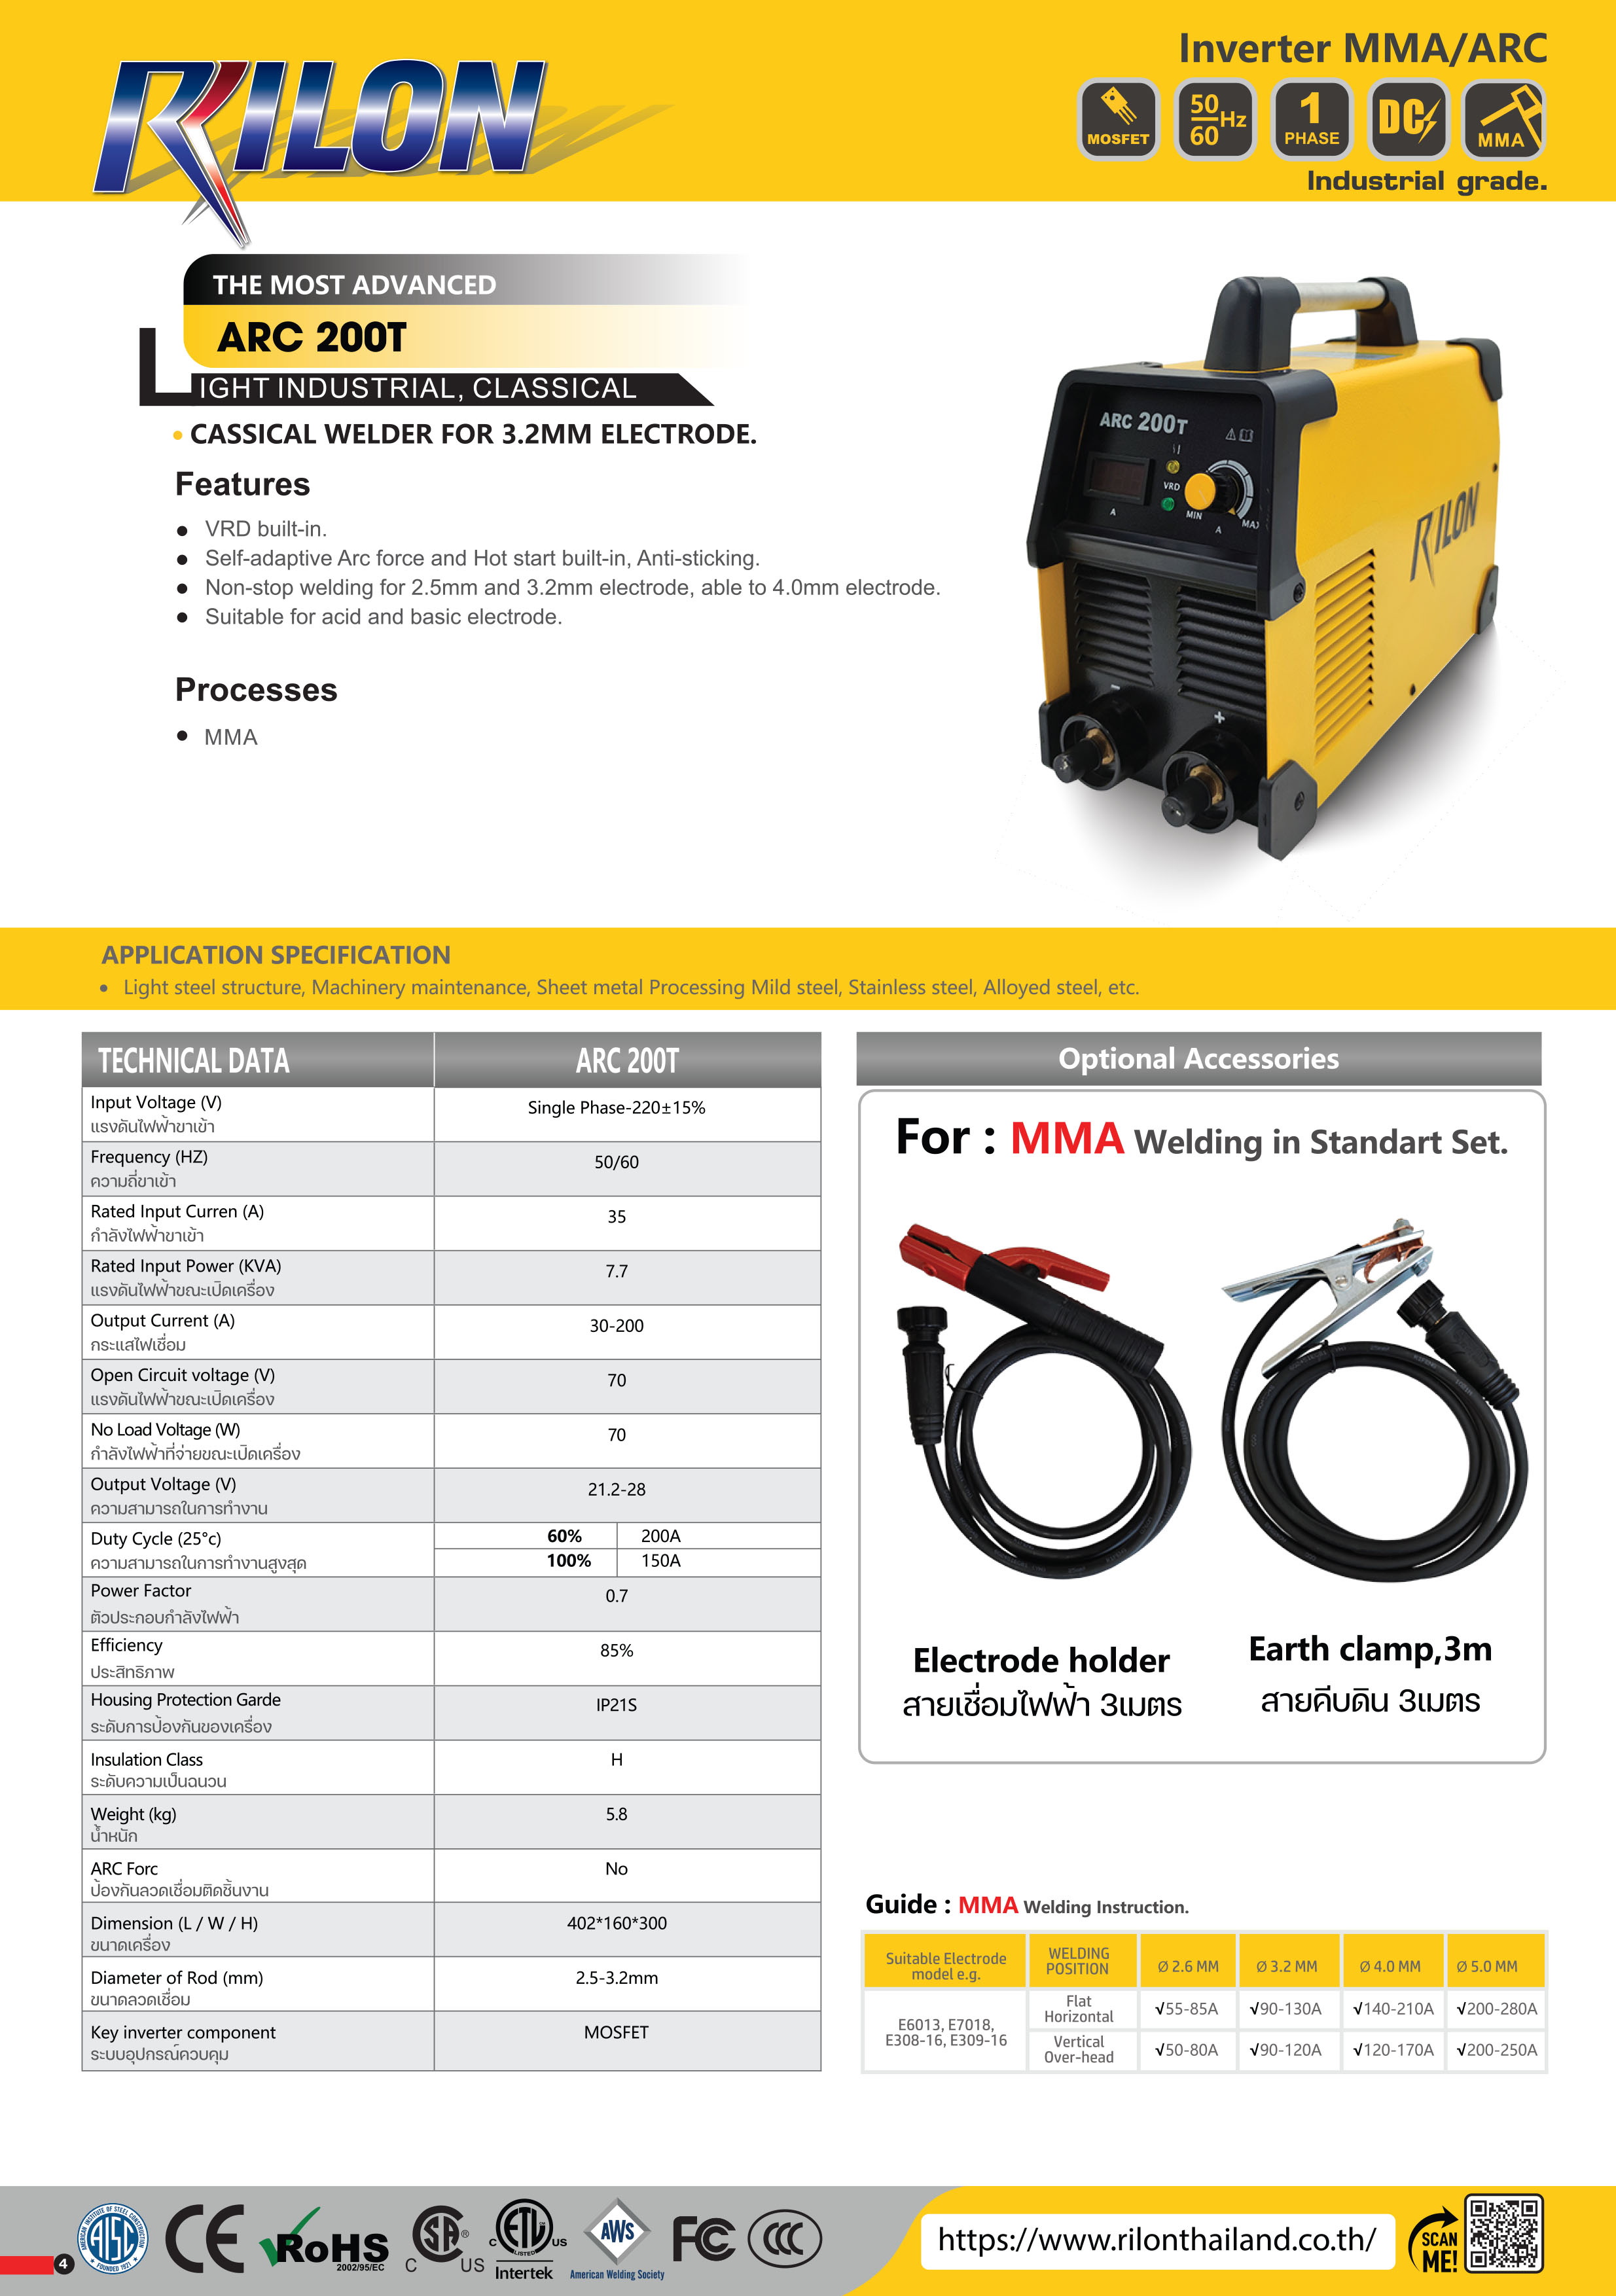 RILON
Inverter MMA/ARC
MOSFET
50
60
Hz
1
PHASE
DC
MMA
Industrial grade.
THE MOST ADVANCED
ARC 200T
LIGHT INDUSTRIAL, CLASSICAL
• CASSICAL WELDER FOR 3.2MM ELECTRODE.
Features
● VRD built-in.
● Self-adaptive Arc force and Hot start built-in, Anti-sticking.
● Non-stop welding for 2.5mm and 3.2mm electrode, able to 4.0mm electrode.
● Suitable for acid and basic electrode.
Processes
● MMA
ARC 200T
VRD
A
MIN
A
MAX
RILON
-
+
APPLICATION SPECIFICATION
• Light steel structure, Machinery maintenance, Sheet metal Processing Mild steel, Stainless steel, Alloyed steel, etc.
TECHNICAL DATA ARC 200T
Input Voltage (V) Single Phase-220±15%
แรงดันไฟฟ้าขาเข้า
Frequency (HZ) 50/60
ความถี่ขาเข้า
Rated Input Curren (A) 35
กำลังไฟฟ้าขาเข้า
Rated Input Power (KVA) 7.7
แรงดันไฟฟ้าขณะเปิดเครื่อง
Output Current (A) 30-200
กระแสไฟเชื่อม
Open Circuit voltage (V) 70
แรงดันไฟฟ้าขณะเปิดเครื่อง
No Load Voltage (W) 70
กำลังไฟฟ้าที่จ่ายขณะเปิดเครื่อง
Output Voltage (V) 21.2-28
ความสามารถในการทำงาน
Duty Cycle (25°c) 60% 200A
ความสามารถในการทำงานสูงสุด 100% 150A
Power Factor 0.7
ตัวประกอบกำลังไฟฟ้า
Efficiency 85%
ประสิทธิภาพ
Housing Protection Garde IP21S
ระดับการป้องกันของเครื่อง
Insulation Class H
ระดับความเป็นฉนวน
Weight (kg) 5.8
น้ำหนัก
ARC Forc No
ป้องกันลวดเชื่อมติดชิ้นงาน
Dimension (L / W / H) 402*160*300
ขนาดเครื่อง
Diameter of Rod (mm) 2.5-3.2mm
ขนาดลวดเชื่อม
Key inverter component MOSFET
ระบบอุปกรณ์ควบคุม
Optional Accessories
For : MMA Welding in Standart Set.
Electrode holder
สายเชื่อมไฟฟ้า 3เมตร
Earth clamp,3m
สายคีบดิน 3เมตร
Guide : MMA Welding Instruction.
Suitable Electrode model e.g. WELDING POSITION Ø 2.6 MM Ø 3.2 MM Ø 4.0 MM Ø 5.0 MM
E6013, E7018,
E308-16, E309-16
Flat Horizontal √55-85A √90-130A √140-210A √200-280A
Vertical Over-head √50-80A √90-120A √120-170A √200-250A
4
AMERICAN INSTITUTE OF STEEL CONSTRUCTION
AISC
FOUNDED 1921
CE
RoHS
2002/95/EC
C SA ® US
C ETL US
LISTED
Intertek
AWS
American Welding Society
FC
CCC
https://www.rilonthailand.co.th/
SCAN
ME!